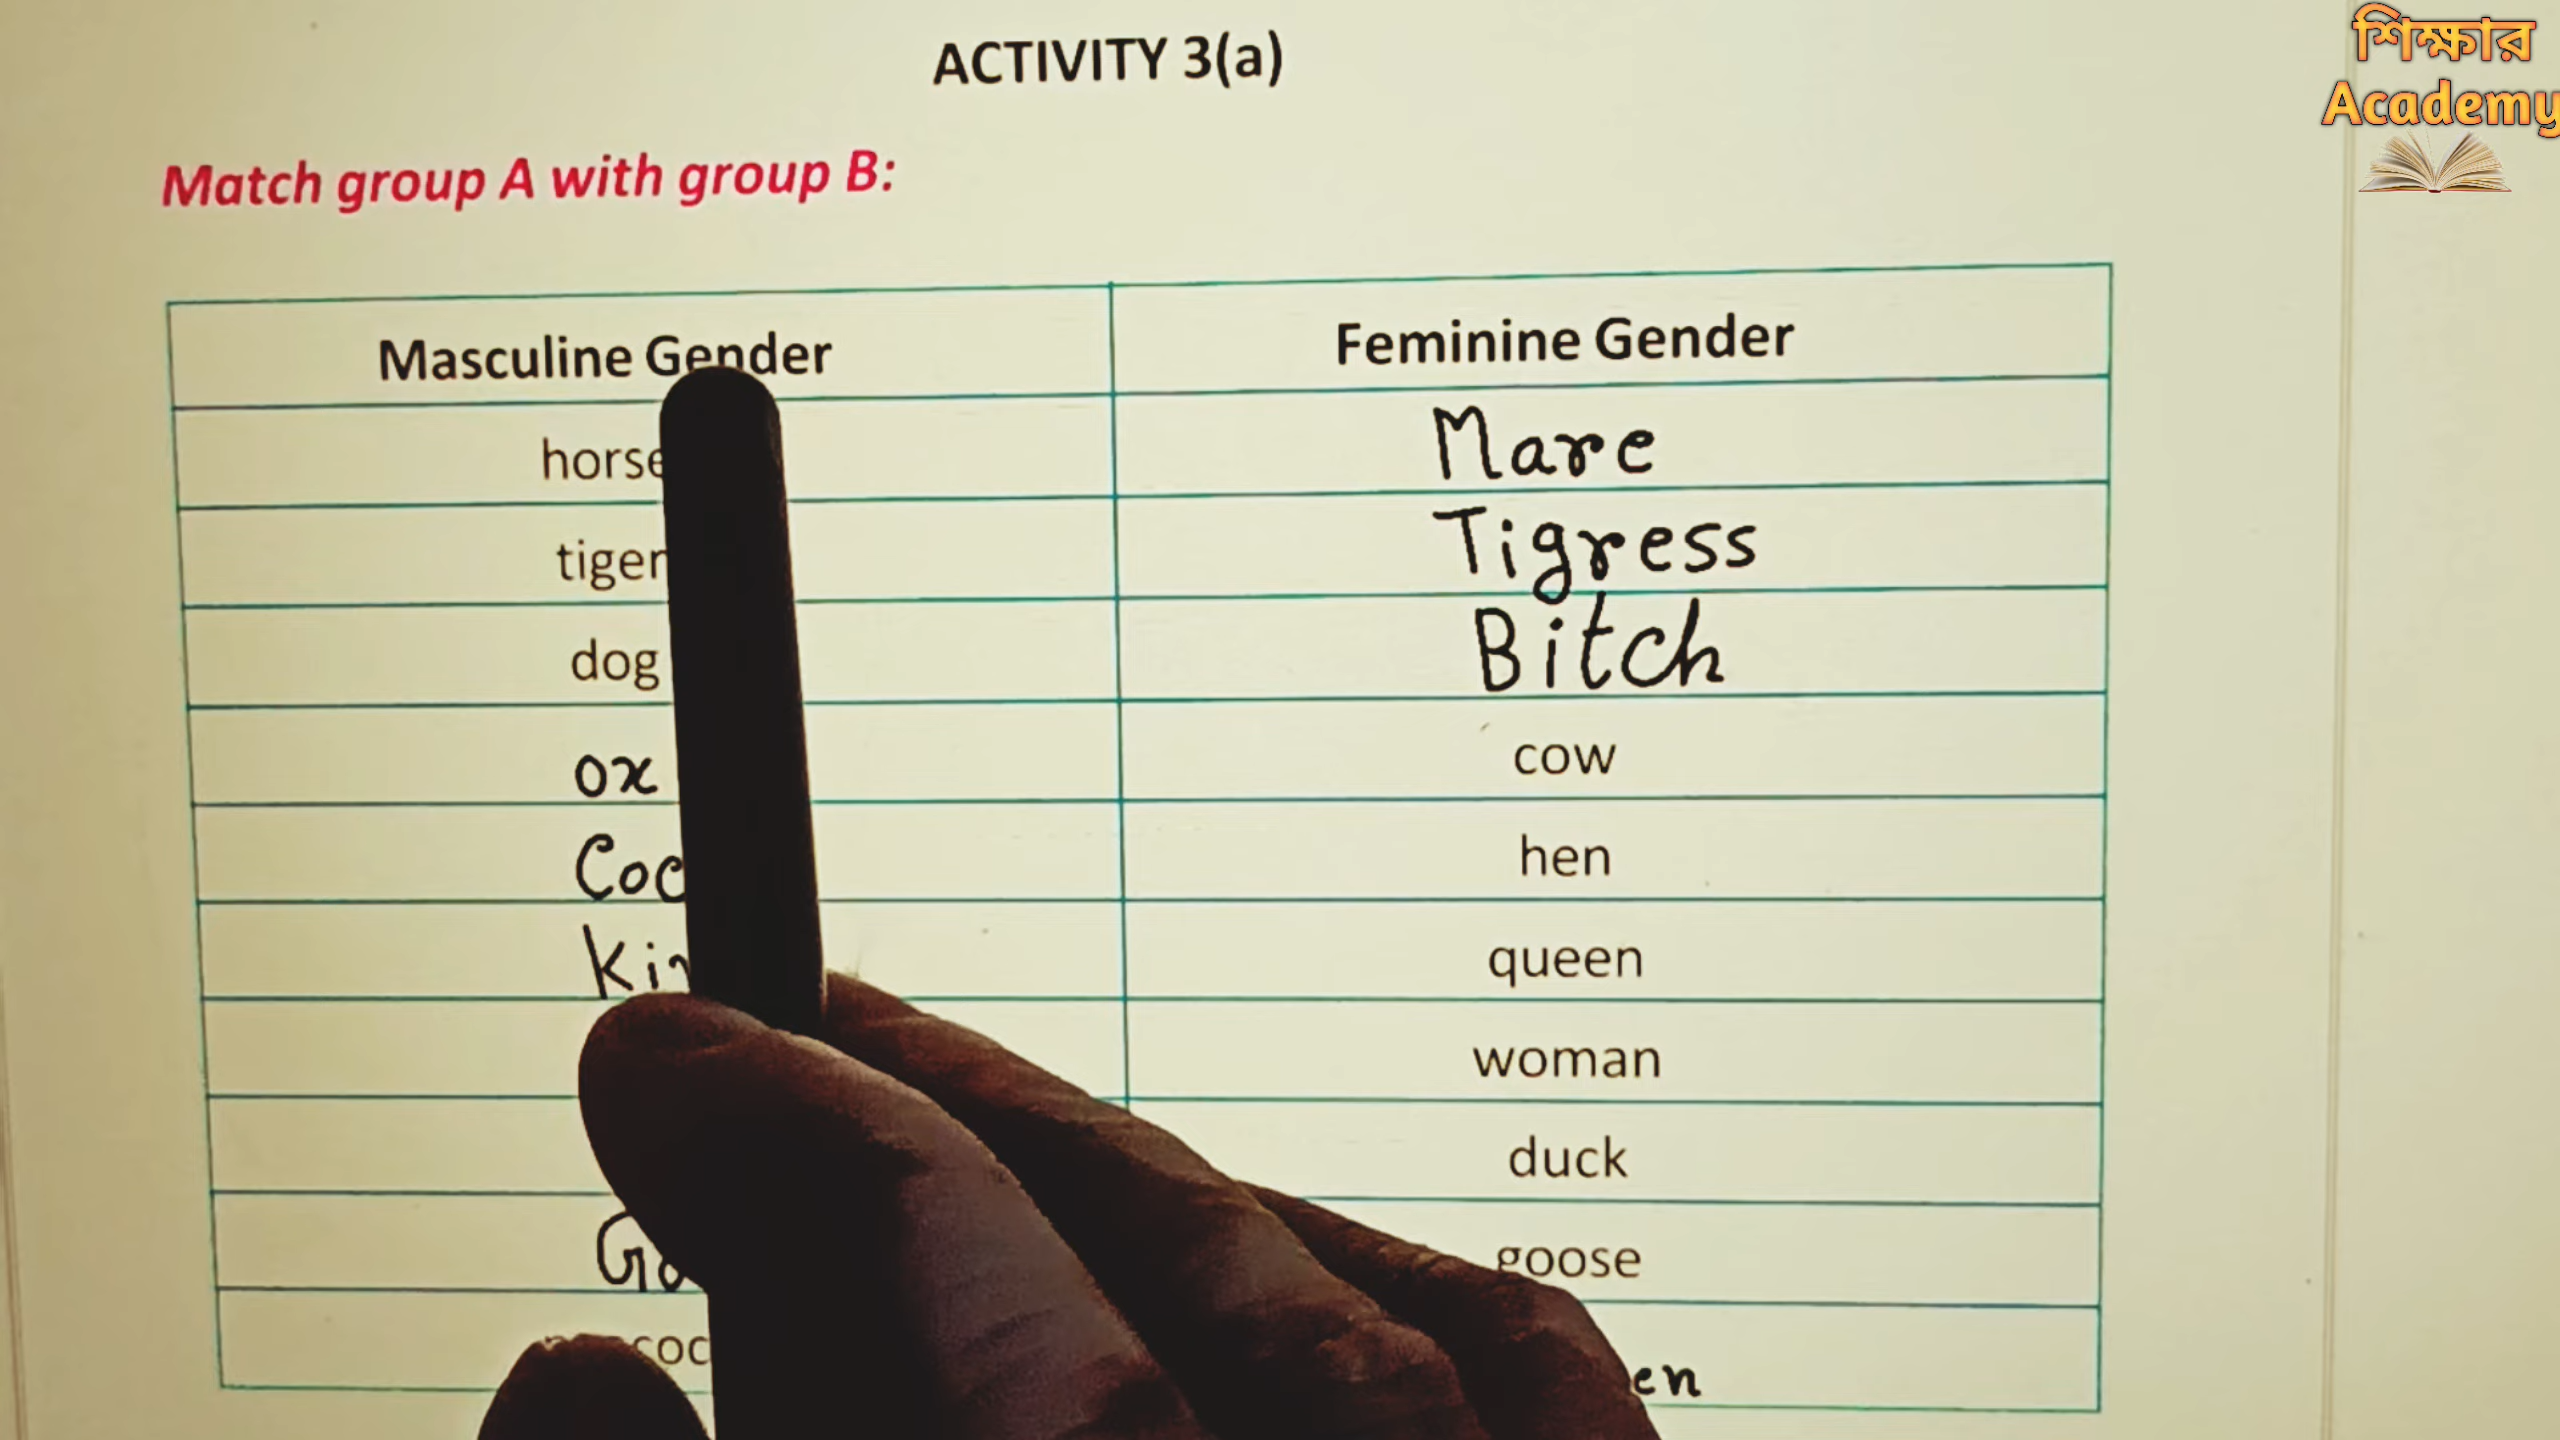 শিক্ষার
Academy
ACTIVITY 3(a)
Match group A with group B:
Masculine Gender Feminine Gender
horse Mare
tiger Tigress
dog Bitch
ox cow
hen
queen
woman
duck
goose